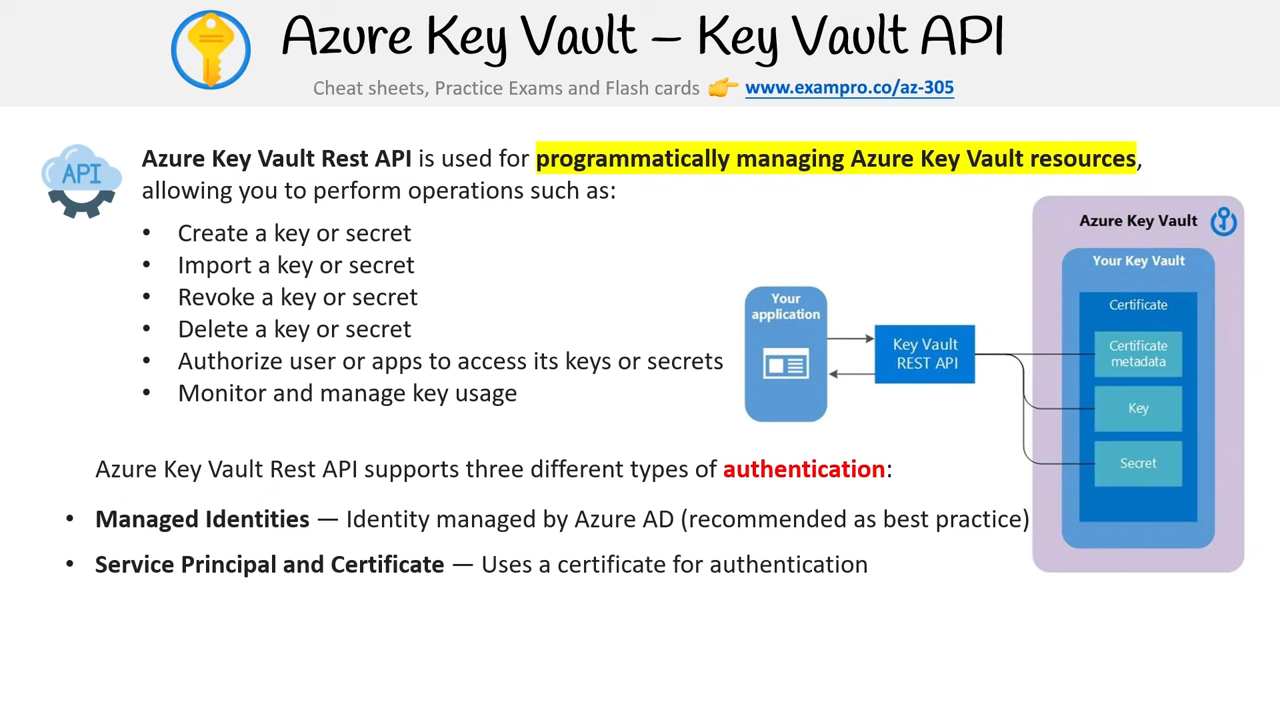 Azure Key Vault – Key Vault API
Cheat sheets, Practice Exams and Flash cards 👉 www.exampro.co/az-305
API
Azure Key Vault Rest API is used for programmatically managing Azure Key Vault resources,
allowing you to perform operations such as:
• Create a key or secret
• Import a key or secret
• Revoke a key or secret
• Delete a key or secret
• Authorize user or apps to access its keys or secrets
• Monitor and manage key usage
Your
application
Key Vault
REST API
Azure Key Vault
Your Key Vault
Certificate
Certificate
metadata
Key
Secret
Azure Key Vault Rest API supports three different types of authentication:
• Managed Identities — Identity managed by Azure AD (recommended as best practice)
• Service Principal and Certificate — Uses a certificate for authentication